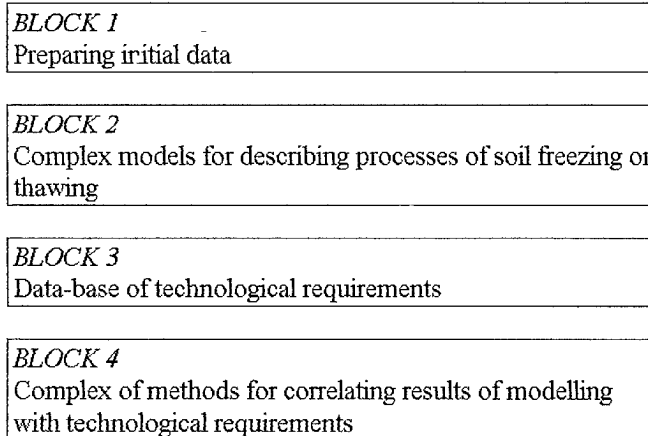 BLOCK 1
Preparing initial data
BLOCK 2
Complex models for describing processes of soil freezing or
thawing
BLOCK 3
Data-base of technological requirements
BLOCK 4
Complex of methods for correlating results of modelling
with technological requirements